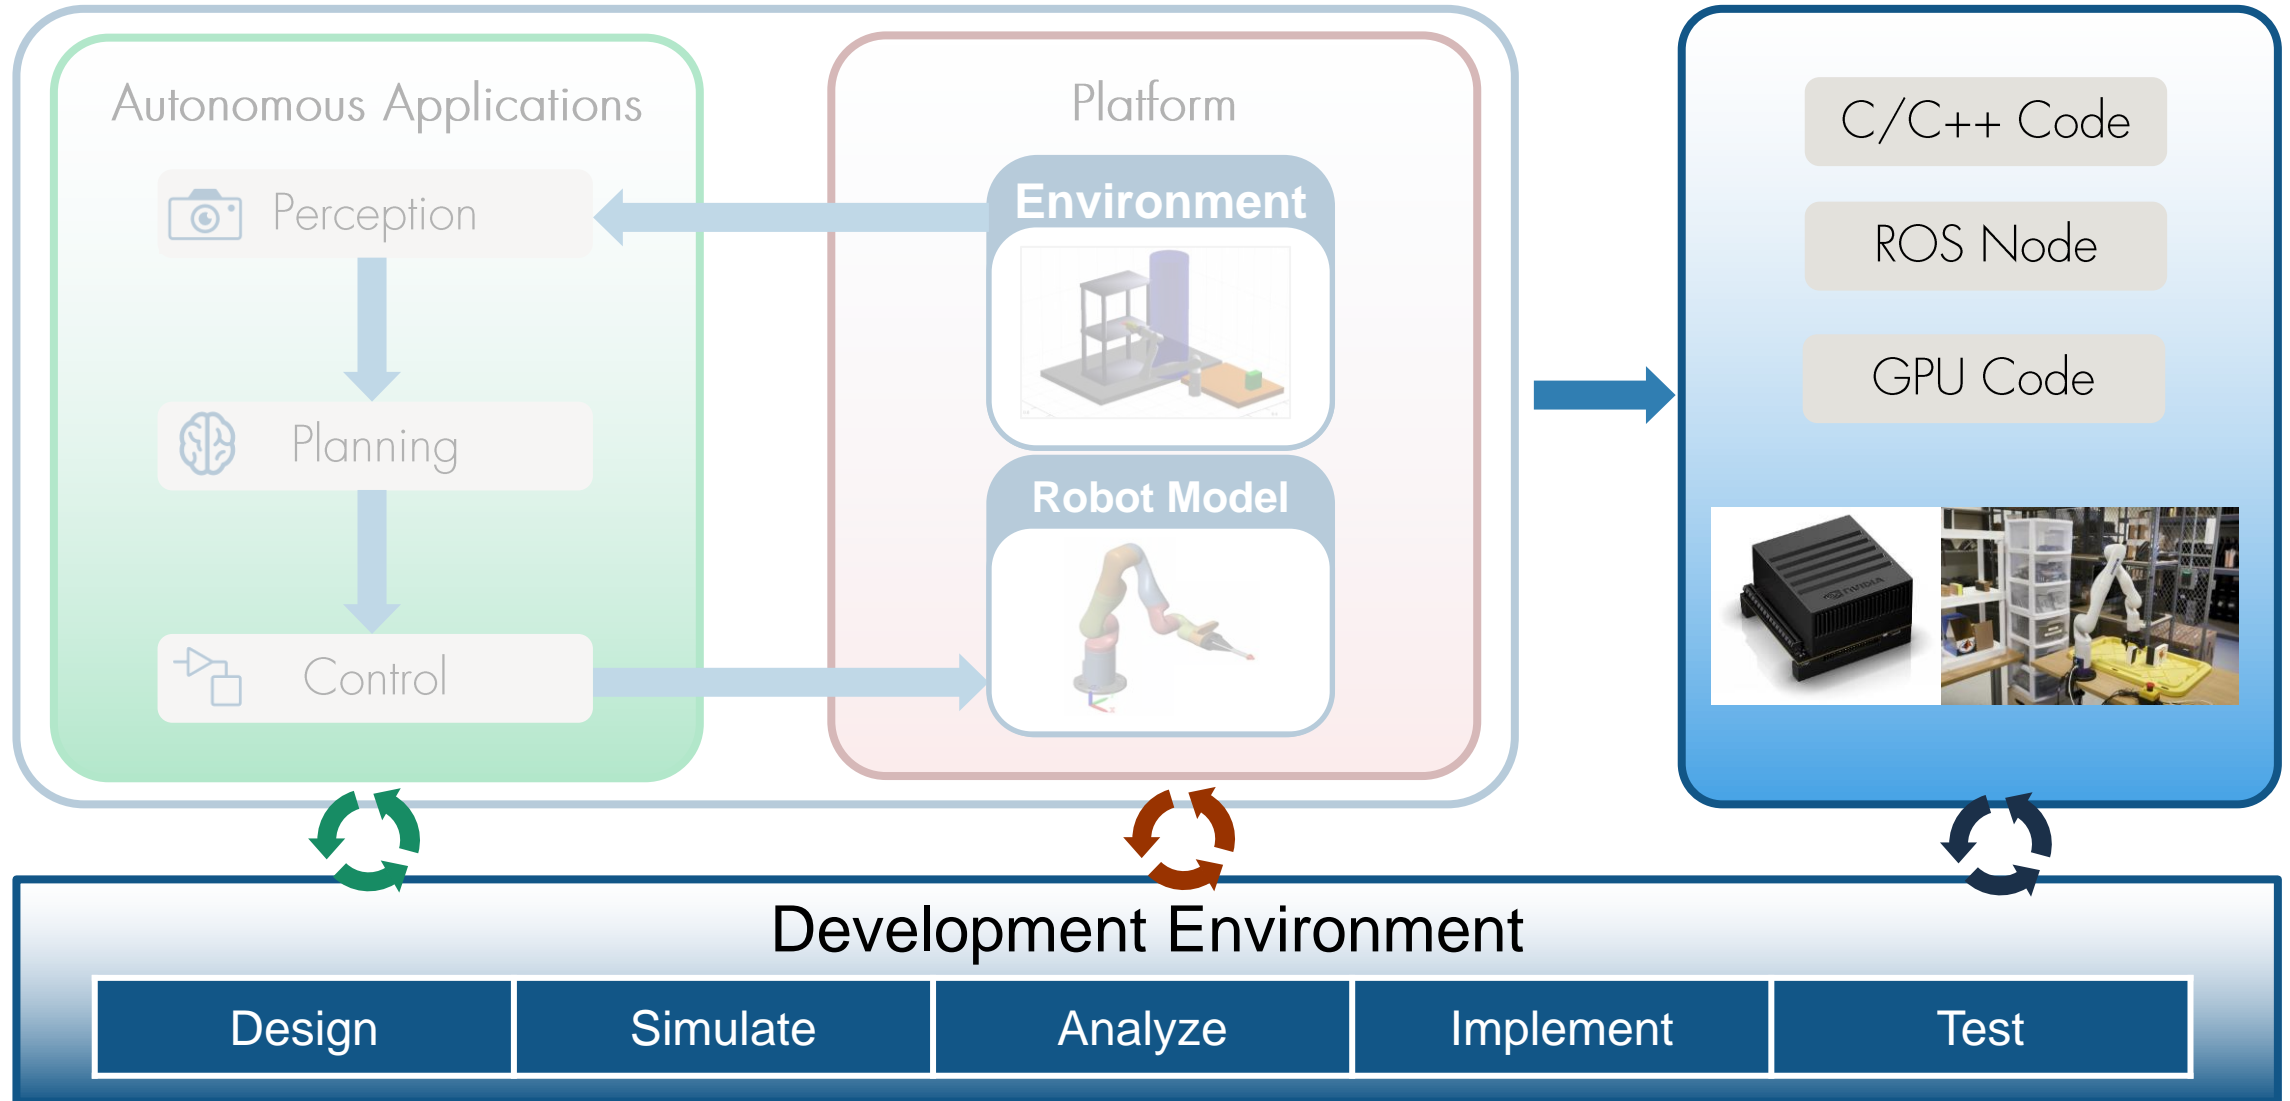 Autonomous Applications
Perception
Planning
Control
Platform
Environment
Robot Model
C/C++ Code
ROS Node
GPU Code
NVIDIA
Development Environment
Design
Simulate
Analyze
Implement
Test